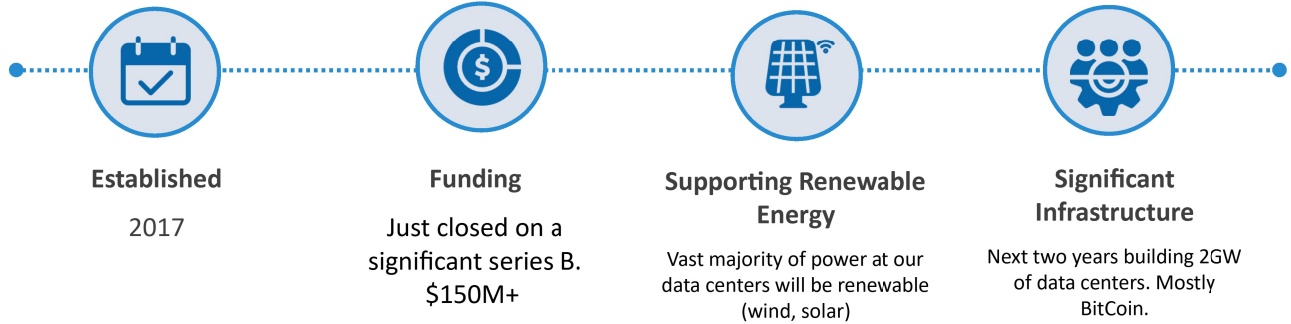 Established
2017
Funding
Just closed on a
significant series B.
$150M+
Supporting Renewable
Energy
Vast majority of power at our
data centers will be renewable
(wind, solar)
Significant
Infrastructure
Next two years building 2GW
of data centers. Mostly
BitCoin.